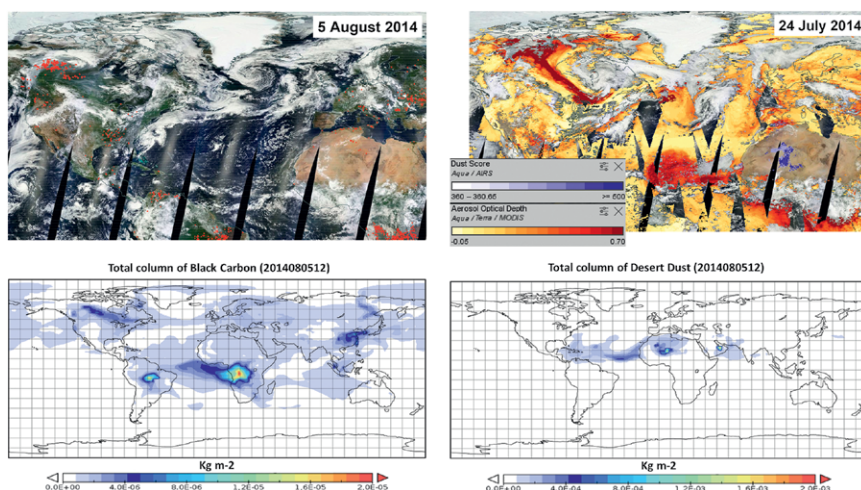 5 August 2014
24 July 2014
Dust Score
Aqua / AIRS
360 – 360.66
>= 500
Aerosol Optical Depth
Aqua / Terra / MODIS
-0.05
0.70
Total column of Black Carbon (2014080512)
Total column of Desert Dust (2014080512)
Kg m-2
0.0E+00
4.0E-06
8.0E-06
1.2E-05
1.6E-05
2.0E-05
Kg m-2
0.0E+00
4.0E-04
8.0E-04
1.2E-03
1.6E-03
2.0E-03